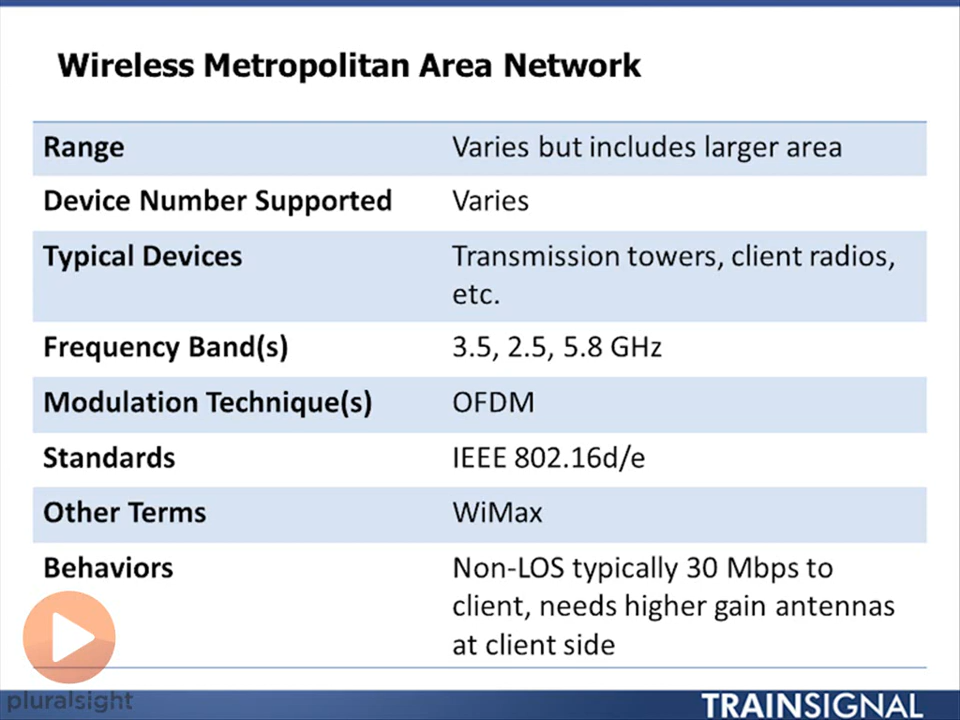 Wireless Metropolitan Area Network
Range Varies but includes larger area
Device Number Supported Varies
Typical Devices Transmission towers, client radios,
etc.
Frequency Band(s) 3.5, 2.5, 5.8 GHz
Modulation Technique(s) OFDM
Standards IEEE 802.16d/e
Other Terms WiMax
Behaviors Non-LOS typically 30 Mbps to
client, needs higher gain antennas
at client side
pluralsight
TRAINSIGNAL